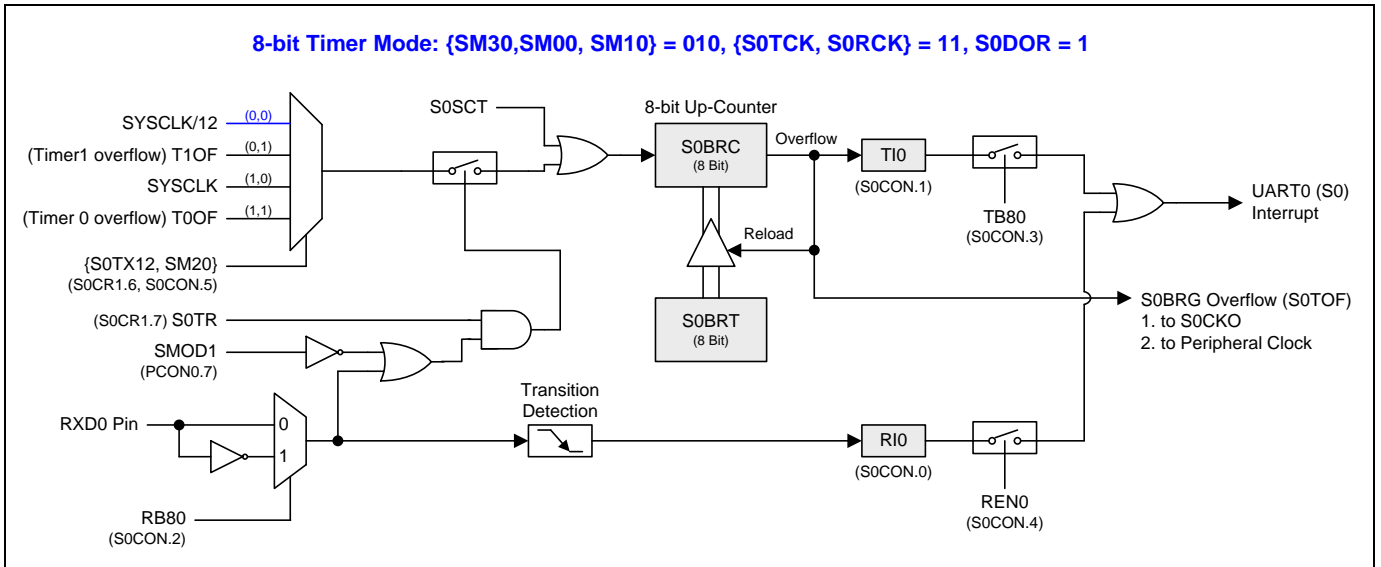 8-bit Timer Mode: {SM30,SM00, SM10} = 010, {S0TCK, S0RCK} = 11, S0DOR = 1
SYSCLK/12
(0,0)
(Timer1 overflow) T1OF
(0,1)
SYSCLK
(1,0)
(Timer 0 overflow) T0OF
(1,1)
{S0TX12, SM20}
(S0CR1.6, S0CON.5)
S0SCT
8-bit Up-Counter
S0BRC
(8 Bit)
Overflow
TI0
(S0CON.1)
TB80
(S0CON.3)
UART0 (S0)
Interrupt
Reload
S0BRT
(8 Bit)
S0BRG Overflow (S0TOF)
1. to S0CKO
2. to Peripheral Clock
(S0CR1.7) S0TR
SMOD1
(PCON0.7)
RXD0 Pin
0
1
RB80
(S0CON.2)
Transition
Detection
RI0
(S0CON.0)
REN0
(S0CON.4)